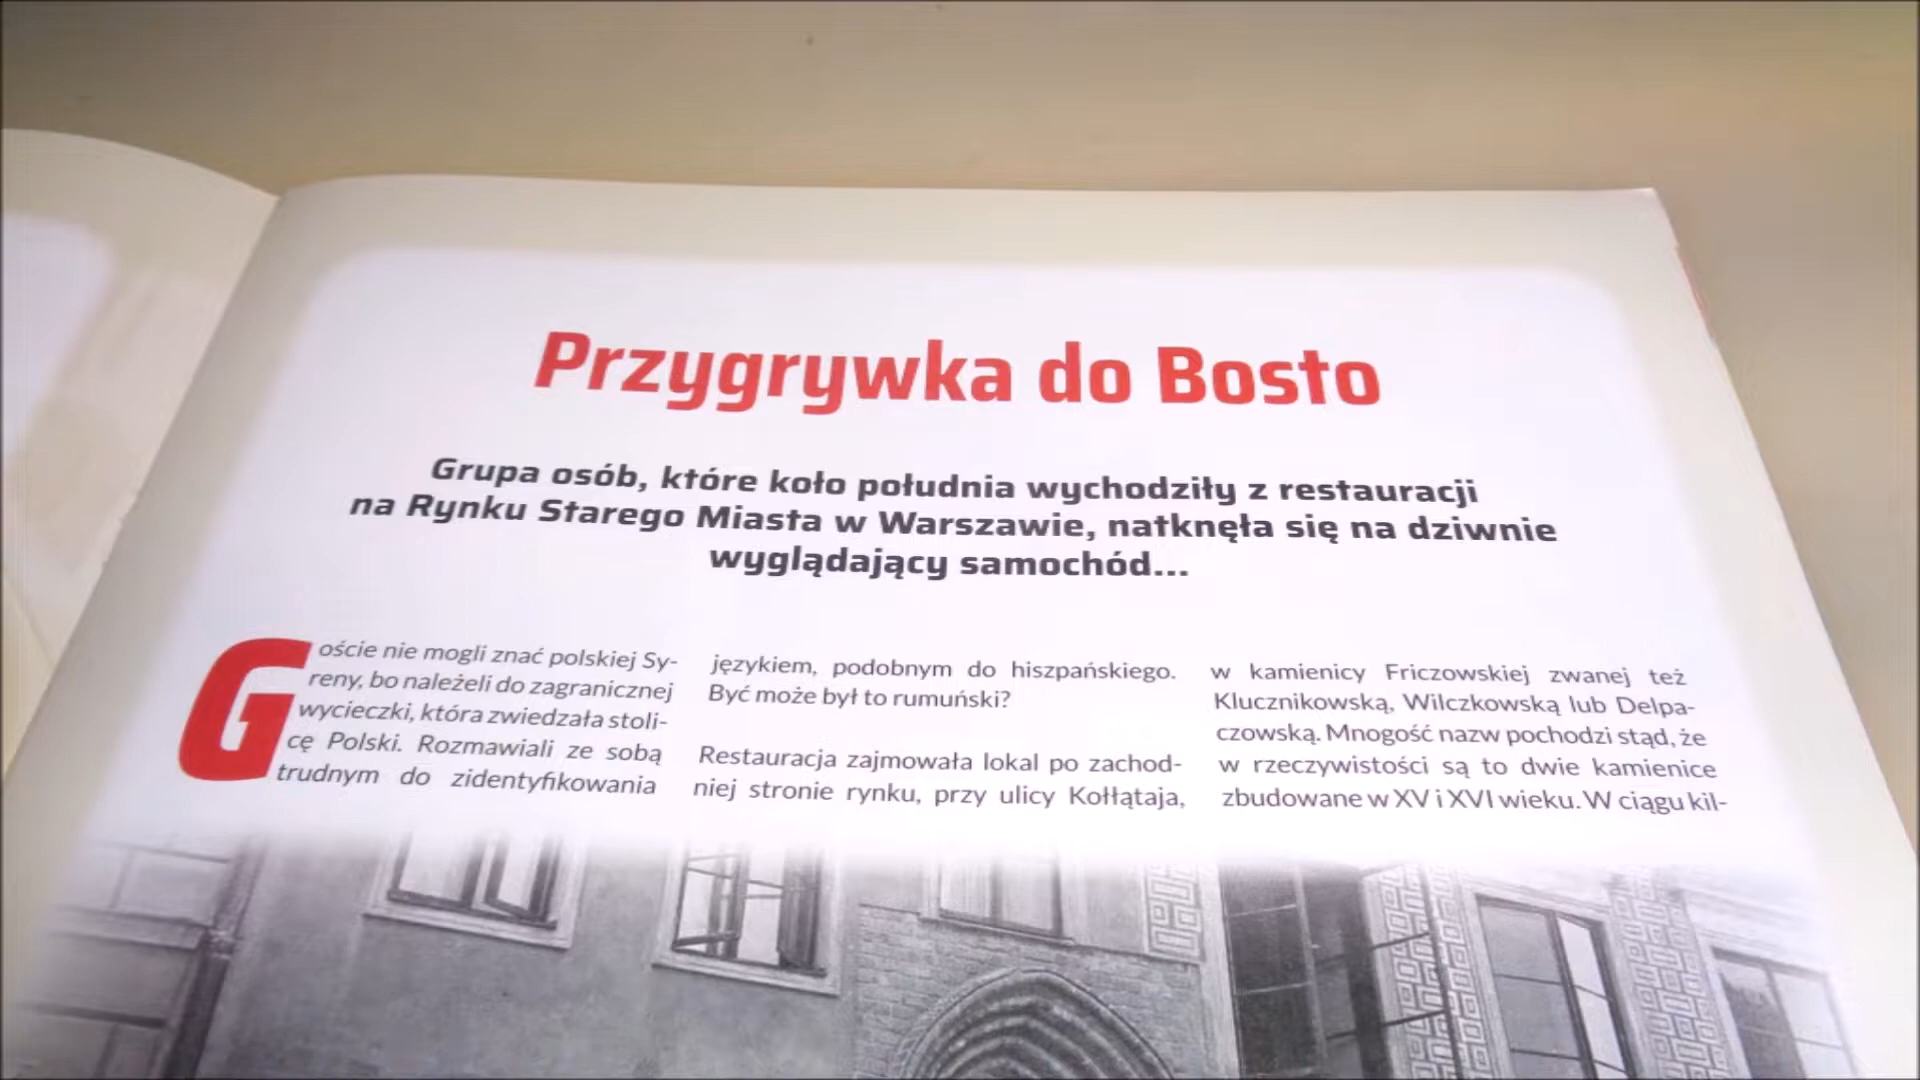 Przygrywka do Bosto
Grupa osób, które koło południa wychodziły z restauracji
na Rynku Starego Miasta w Warszawie, natknęła się na dziwnie
wyglądający samochód...
Goście nie mogli znać polskiej Sy-
reny, bo należeli do zagranicznej
wycieczki, która zwiedzała stoli-
cę Polski. Rozmawiali ze sobą
trudnym do zidentyfikowania
językiem, podobnym do hiszpańskiego.
Być może był to rumuński?
Restauracja zajmowała lokal po zachod-
niej stronie rynku, przy ulicy Kołłątaja,
w kamienicy Friczowskiej zwanej też
Klucznikowską, Wilczkowską lub Delpa-
czowską. Mnogość nazw pochodzi stąd, że
w rzeczywistości są to dwie kamienice
zbudowane w XV i XVI wieku. W ciągu kil-